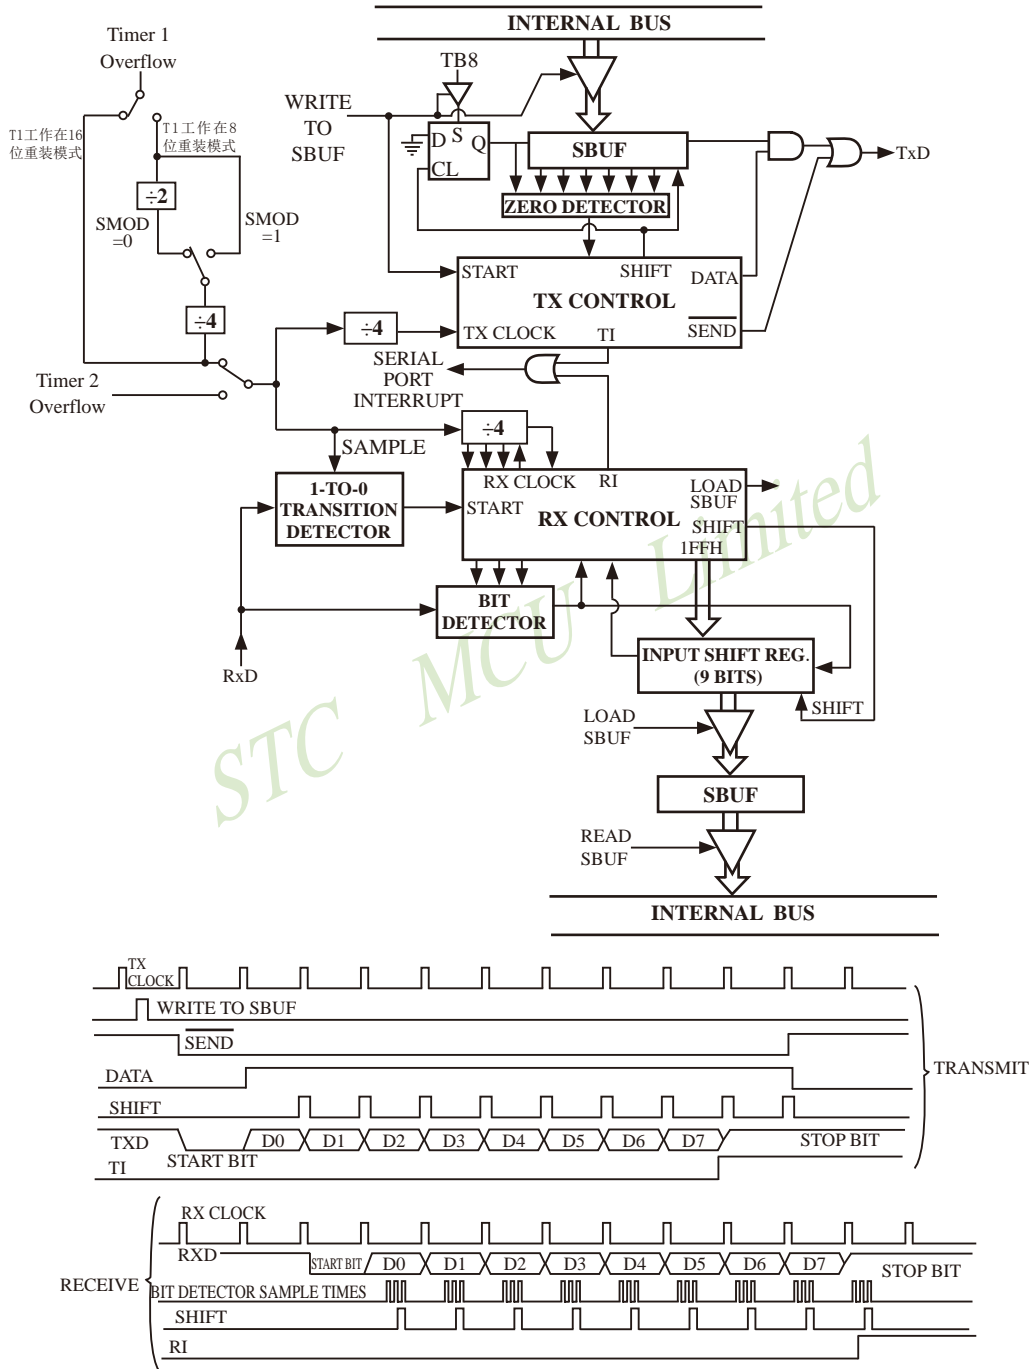 INTERNAL BUS
Timer 1
Overflow
TB8
WRITE
TO
SBUF
T1工作在16
位重装模式
T1工作在8
位重装模式
D S Q
CL
SBUF
TxD
÷2
ZERO DETECTOR
SMOD
=0
SMOD
=1
START
SHIFT
DATA
TX CONTROL
÷4
÷4
TX CLOCK
TI
SEND
SERIAL
PORT
INTERRUPT
Timer 2
Overflow
÷4
SAMPLE
RX CLOCK
RI
LOAD
SBUF
1-TO-0
TRANSITION
DETECTOR
START
RX CONTROL
SHIFT
1FFH
BIT
DETECTOR
RxD
INPUT SHIFT REG.
(9 BITS)
SHIFT
LOAD
SBUF
SBUF
READ
SBUF
INTERNAL BUS
STC MCU Limited
TX
CLOCK
WRITE TO SBUF
SEND
DATA
TRANSMIT
SHIFT
TXD
D0 D1 D2 D3 D4 D5 D6 D7
STOP BIT
START BIT
TI
RX CLOCK
RXD
START BIT
D0 D1 D2 D3 D4 D5 D6 D7
STOP BIT
RECEIVE
BIT DETECTOR SAMPLE TIMES
SHIFT
RI